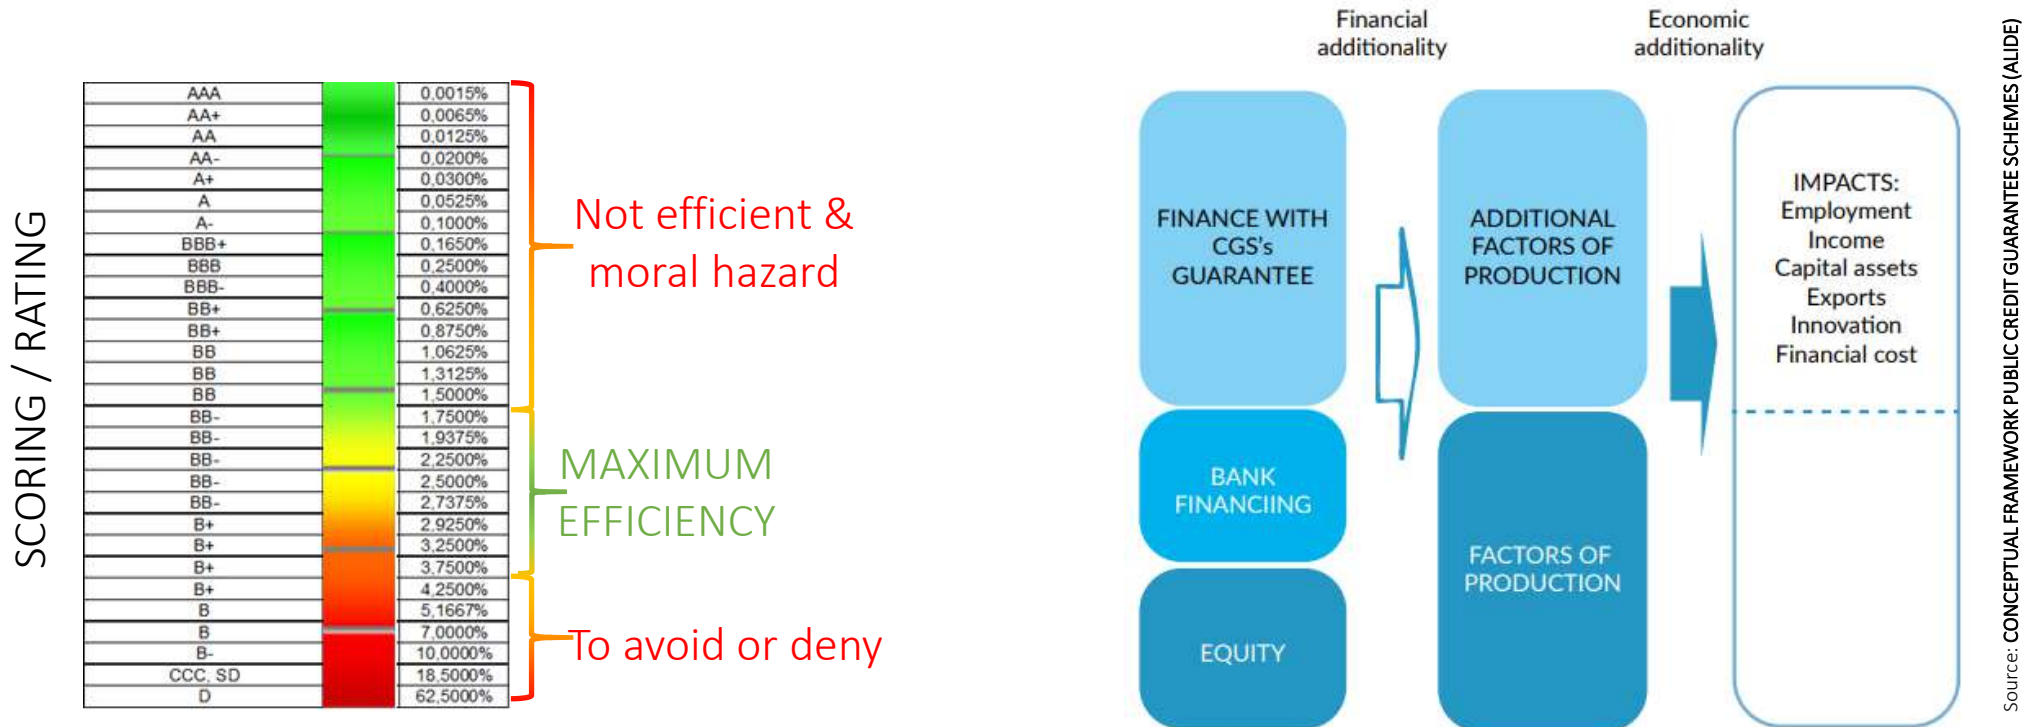 SCORING / RATING
AAA 0,0015%
AA+ 0,0065%
AA 0,0125%
AA- 0,0200%
A+ 0,0300%
A 0,0525%
A- 0,1000%
BBB+ 0,1650%
BBB 0,2500%
BBB- 0,4000%
BB+ 0,6250%
BB+ 0,8750%
BB 1,0625%
BB 1,3125%
BB 1,5000%
BB- 1,7500%
BB- 1,9375%
BB- 2,2500%
BB- 2,5000%
BB- 2,7375%
B+ 2,9250%
B+ 3,2500%
B+ 3,7500%
B+ 4,2500%
B 5,1667%
B 7,0000%
B- 10,0000%
CCC, SD 18,5000%
D 62,5000%
Not efficient &
moral hazard
MAXIMUM
EFFICIENCY
To avoid or deny
Financial
additionality
Economic
additionality
FINANCE WITH
CGS's
GUARANTEE
BANK
FINANCIING
EQUITY
ADDITIONAL
FACTORS OF
PRODUCTION
FACTORS OF
PRODUCTION
IMPACTS:
Employment
Income
Capital assets
Exports
Innovation
Financial cost
Source: CONCEPTUAL FRAMEWORK PUBLIC CREDIT GUARANTEE SCHEMES (ALIDE)